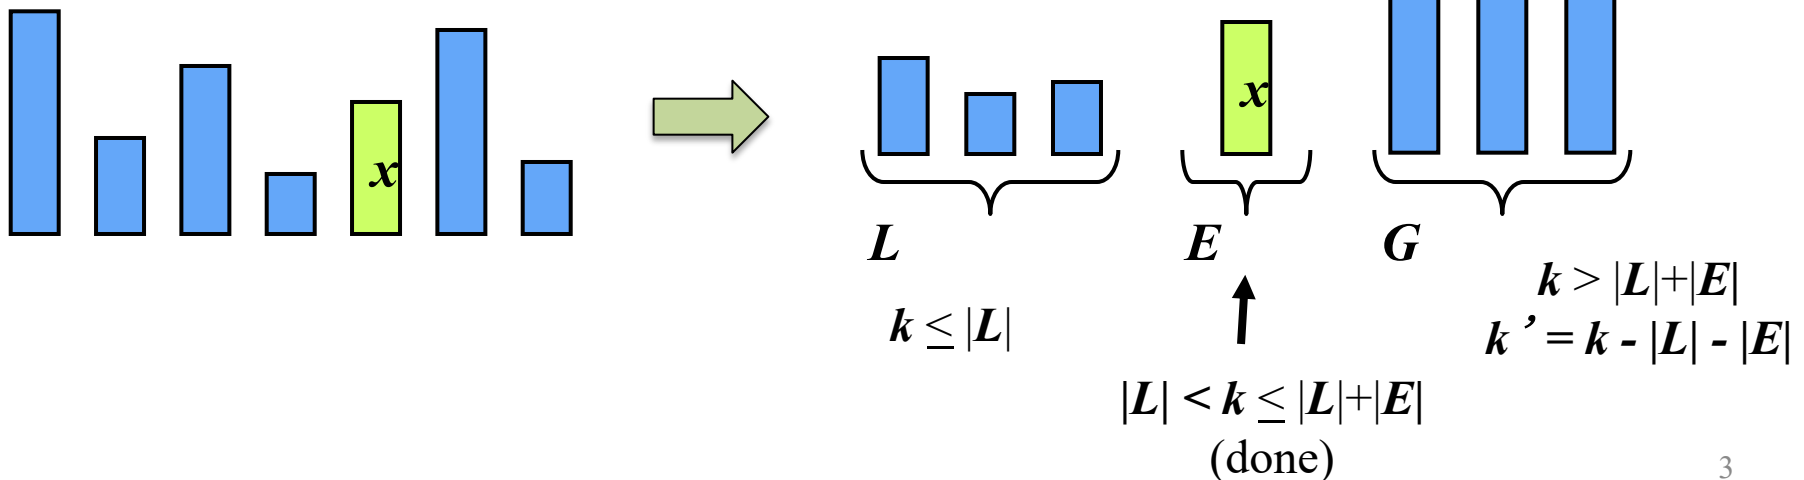 x
x
L
E
G
k ≤ |L|
k > |L|+|E|
k ’ = k - |L| - |E|
|L| < k ≤ |L|+|E|
(done)
3